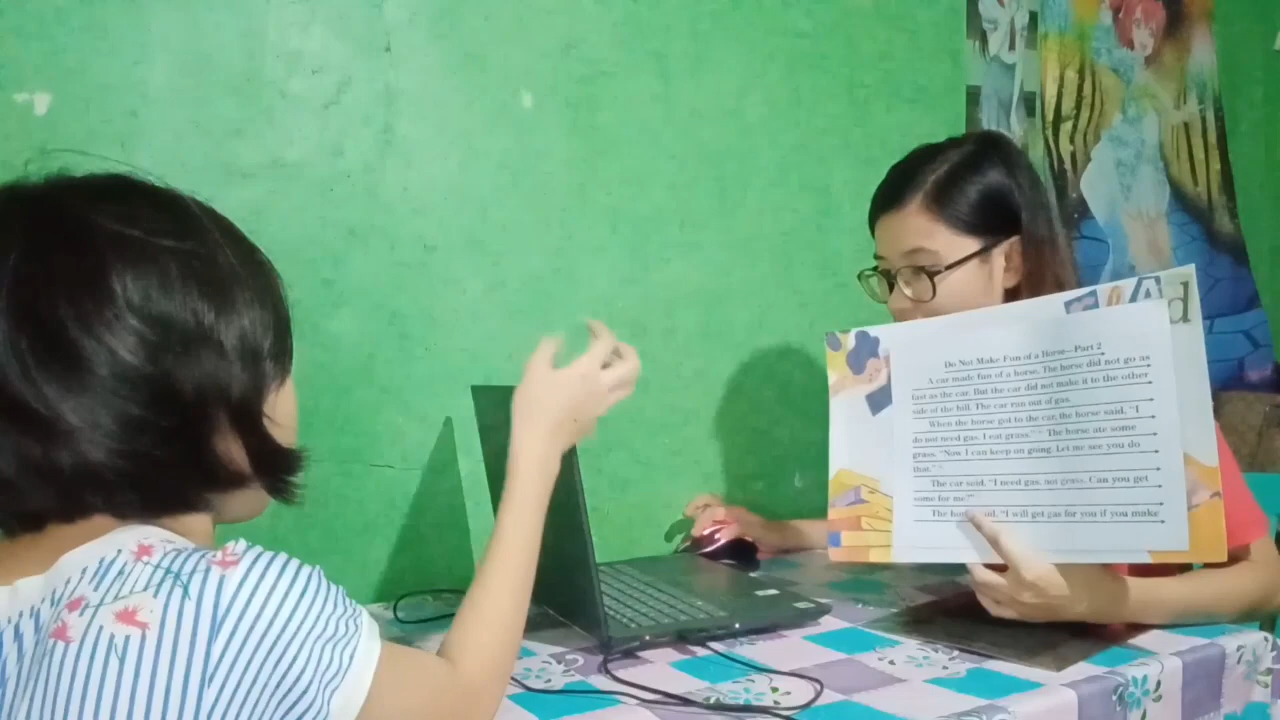 Ad
Do Not Make Fun of a Horse—Part 2
A car made fun of a horse. The horse did not go as
fast as the car. But the car did not make it to the other
side of the hill. The car ran out of gas.
When the horse got to the car, the horse said, "I
do not need gas. I eat grass." The horse ate some
grass. "Now I can keep on going. Let me see you do
that."
The car said, "I need gas, not grass. Can you get
some for me?"
The said, "I will get gas for you if you make